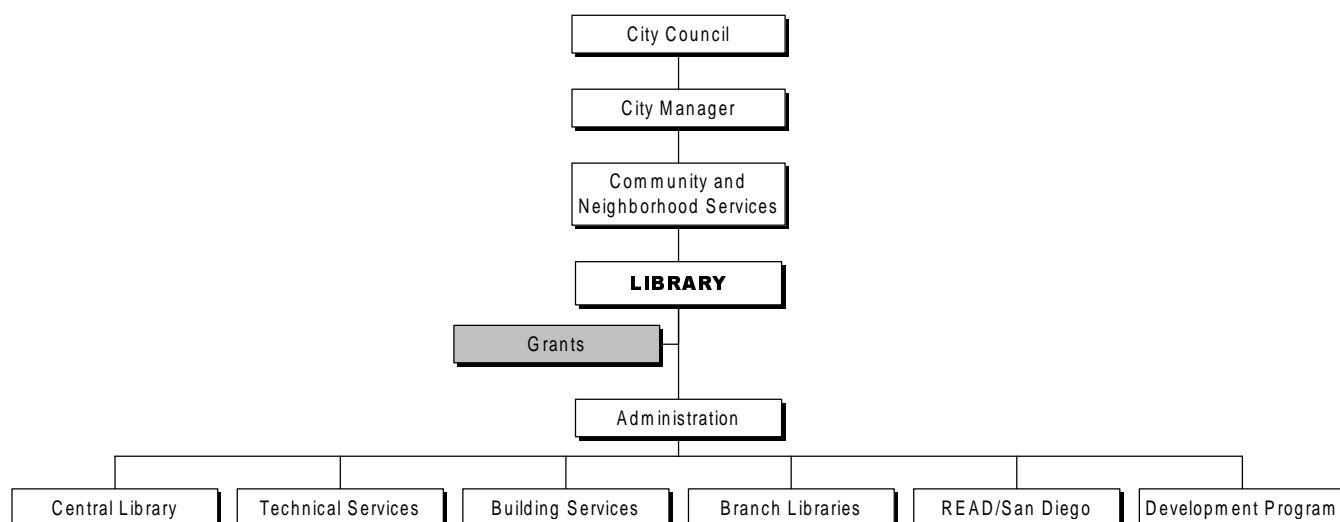 City Council
City Manager
Community and
Neighborhood Services
LIBRARY
Grants
Administration
Central Library
Technical Services
Building Services
Branch Libraries
READ/San Diego
Development Program